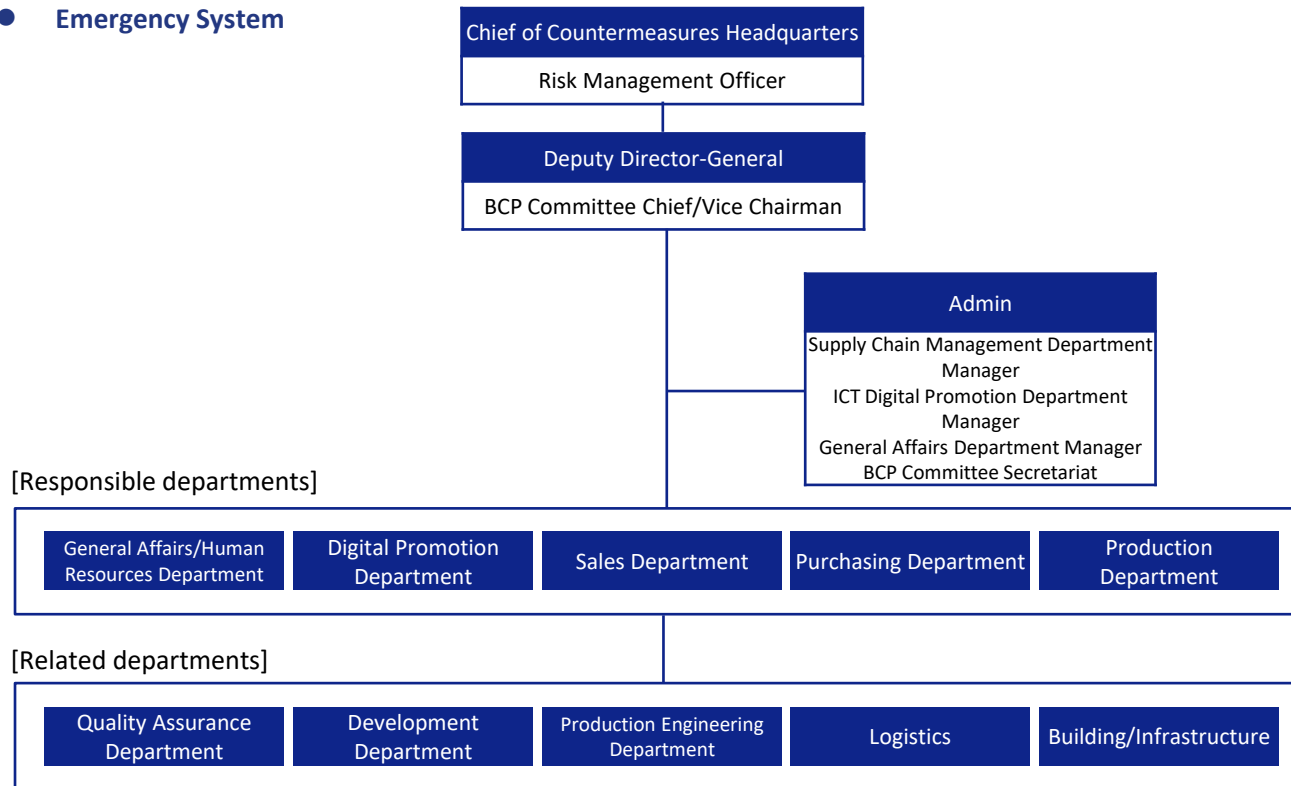 ● Emergency System
Chief of Countermeasures Headquarters
Risk Management Officer
Deputy Director-General
BCP Committee Chief/Vice Chairman
Admin
Supply Chain Management Department
Manager
ICT Digital Promotion Department
Manager
General Affairs Department Manager
BCP Committee Secretariat
[Responsible departments]
General Affairs/Human
Resources Department
Digital Promotion
Department
Sales Department
Purchasing Department
Production
Department
[Related departments]
Quality Assurance
Department
Development
Department
Production Engineering
Department
Logistics
Building/Infrastructure